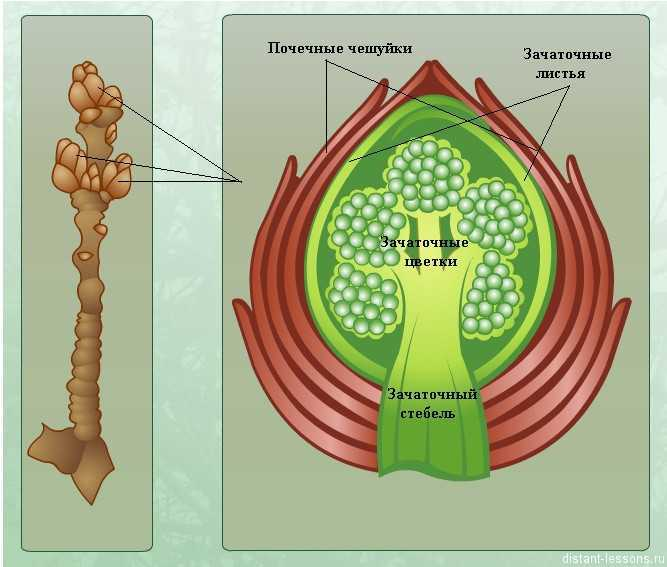 Почечные чешуйки
Зачаточные
листья
Зачаточные
цветки
Зачаточный
стебель
distant-lessons.ru